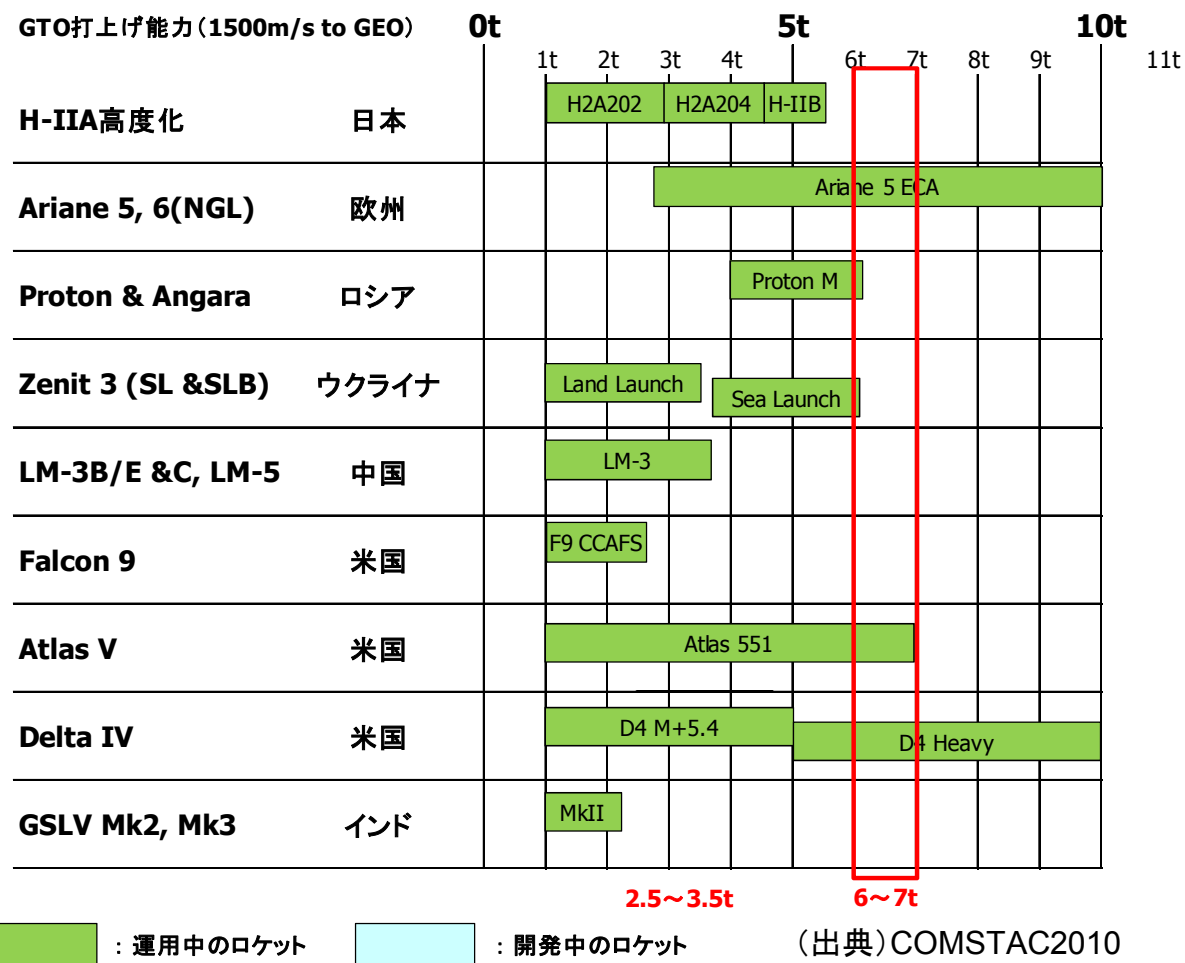 GTO打上げ能力(1500m/s to GEO) 0t 5t 10t
1t 2t 3t 4t 6t 7t 8t 9t 11t
H-IIA高度化 日本 H2A202 H2A204 H-IIB
Ariane 5, 6(NGL) 欧州 Ariane 5 ECA
Proton & Angara ロシア Proton M
Zenit 3 (SL &SLB) ウクライナ Land Launch Sea Launch
LM-3B/E &C, LM-5 中国 LM-3
Falcon 9 米国 F9 CCAFS
Atlas V 米国 Atlas 551
Delta IV 米国 D4 M+5.4 D4 Heavy
GSLV Mk2, Mk3 インド MkII
2.5～3.5t 6～7t
:運用中のロケット :開発中のロケット (出典)COMSTAC2010